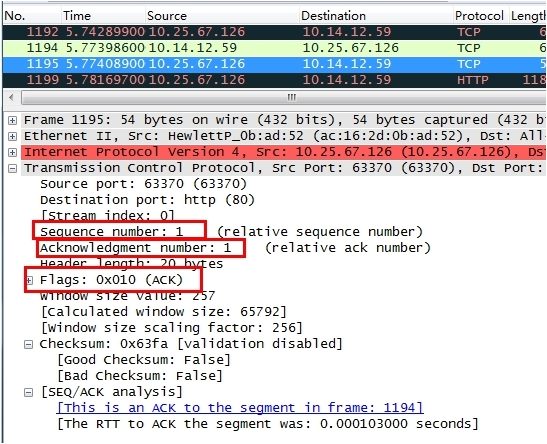 No. Time Source Destination Protocol Length
1192 5.74289900 10.25.67.126 10.14.12.59 TCP 6
1194 5.77398600 10.14.12.59 10.25.67.126 TCP 6
1195 5.77408900 10.25.67.126 10.14.12.59 TCP 5
1199 5.78169700 10.25.67.126 10.14.12.59 HTTP 118
Frame 1195: 54 bytes on wire (432 bits), 54 bytes captured (432 bit
Ethernet II, Src: HewlettP_0b:ad:52 (ac:16:2d:0b:ad:52), Dst: All-
Internet Protocol Version 4, Src: 10.25.67.126 (10.25.67.126), Dst
Transmission Control Protocol, Src Port: 63370 (63370), Dst Port:
Source port: 63370 (63370)
Destination port: http (80)
[Stream index: 0]
Sequence number: 1 (relative sequence number)
Acknowledgment number: 1 (relative ack number)
Header length: 20 bytes
Flags: 0x010 (ACK)
Window size value: 257
[Calculated window size: 65792]
[Window size scaling factor: 256]
Checksum: 0x63fa [validation disabled]
[Good Checksum: False]
[Bad Checksum: False]
[SEQ/ACK analysis]
[This is an ACK to the segment in frame: 1194]
[The RTT to ACK the segment was: 0.000103000 seconds]